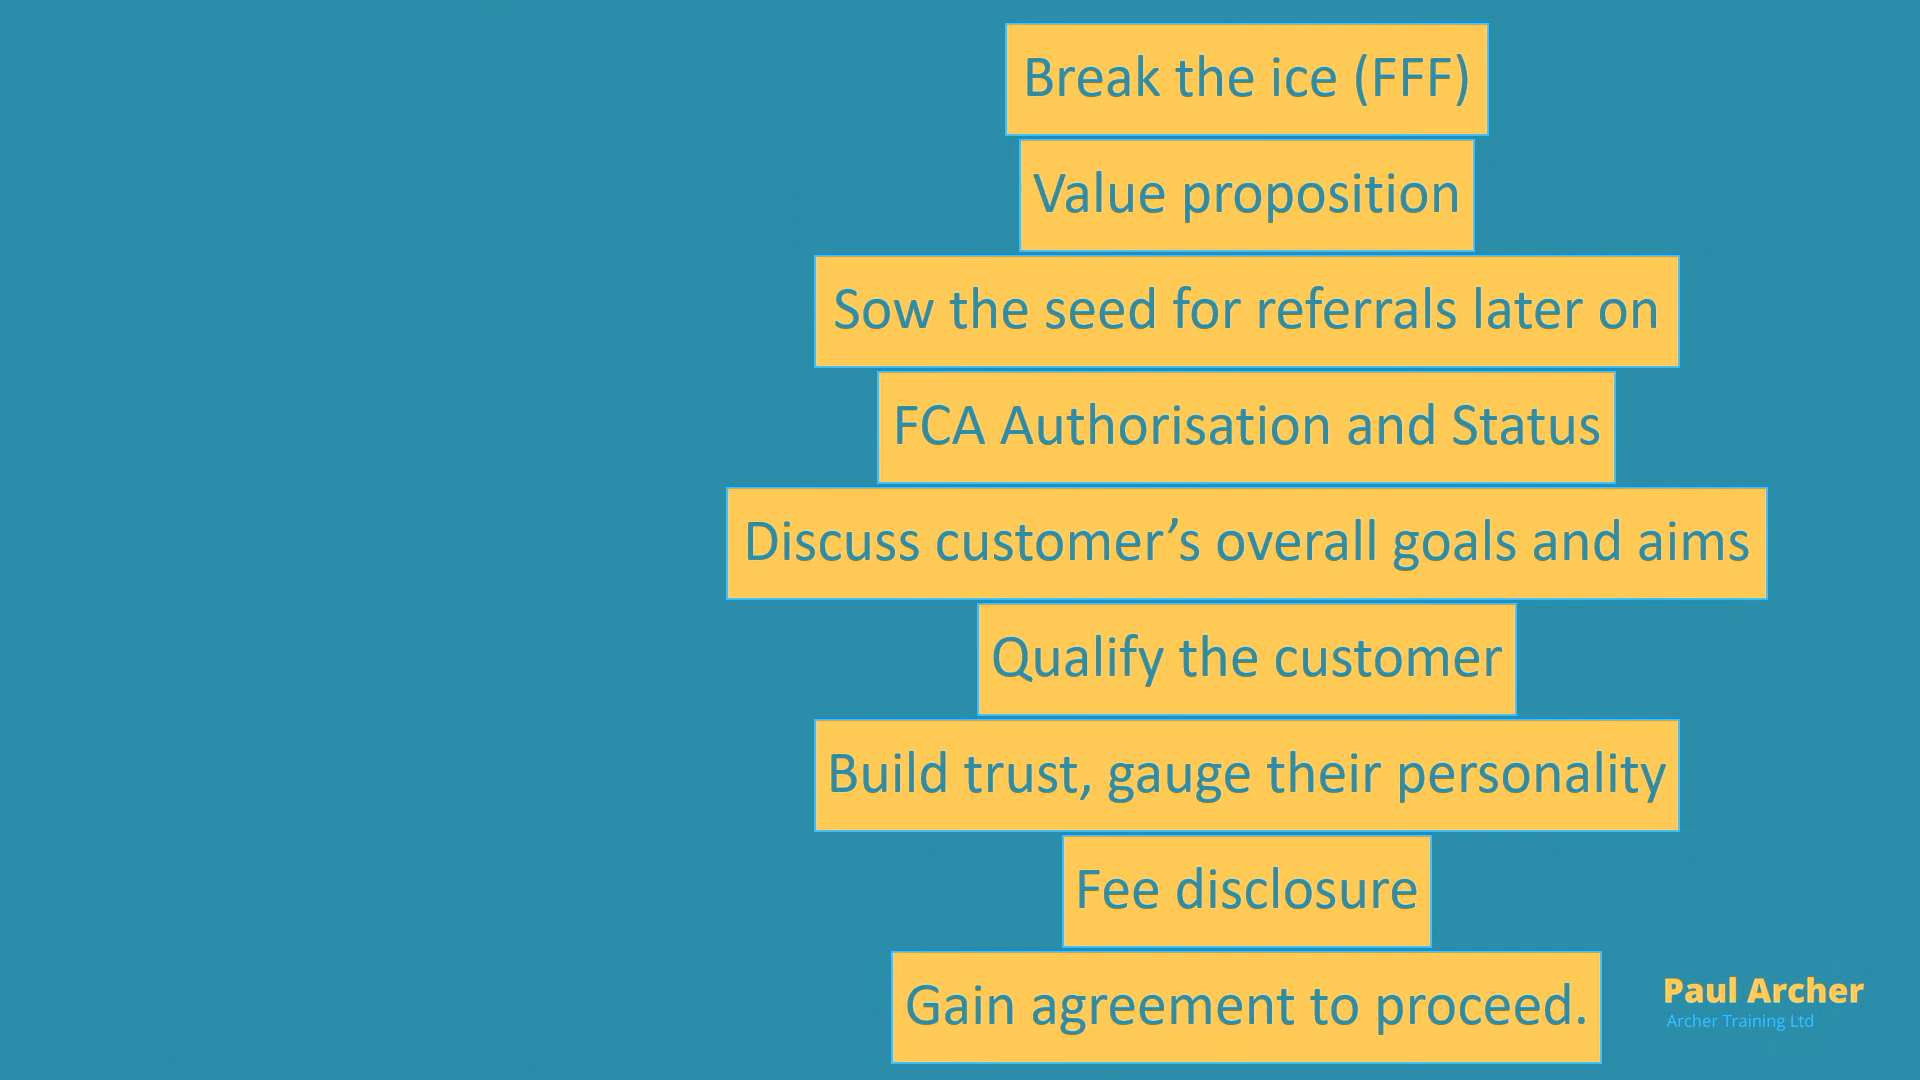 Break the ice (FFF)
Value proposition
Sow the seed for referrals later on
FCA Authorisation and Status
Discuss customer’s overall goals and aims
Qualify the customer
Build trust, gauge their personality
Fee disclosure
Gain agreement to proceed.
Paul Archer
Archer Training Ltd